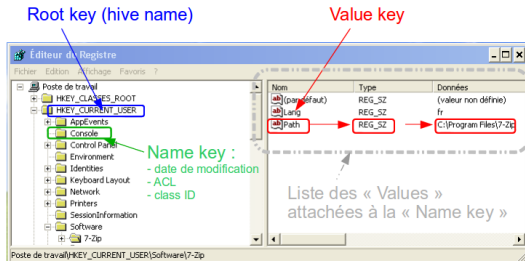 Root key (hive name)
Value key
Éditeur du Registre
Fichier Edition Affichage Favoris ?
Poste de travail
HKEY_CLASSES_ROOT
HKEY_CURRENT_USER
AppEvents
Console
Control Panel
Environment
Identities
Keyboard Layout
Network
Printers
SessionInformation
Software
7-Zip
Name key :
- date de modification
- ACL
- class ID
Nom Type Données
(par défaut) REG_SZ (valeur non définie)
Lang REG_SZ fr
Path REG_SZ C:\Program Files\7-Zip
Liste des « Values »
attachées à la « Name key »
Poste de travail\HKEY_CURRENT_USER\Software\7-Zip